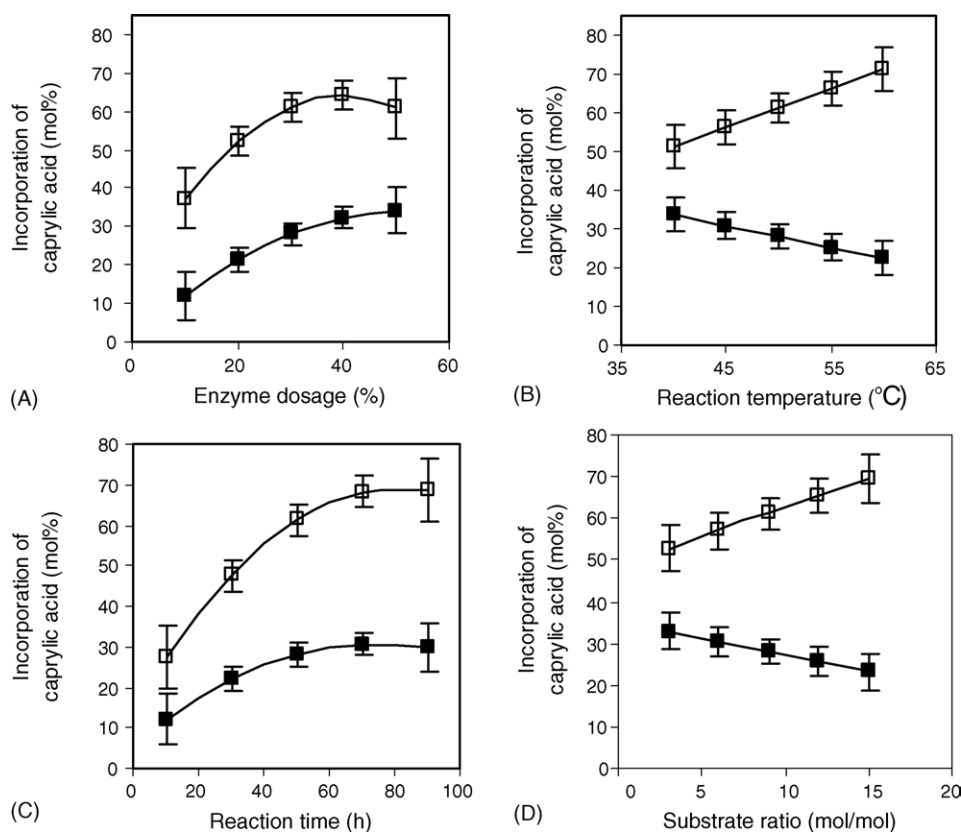 80
70
60
50
40
30
20
10
0
Incorporation of
caprylic acid (mol%)
0 20 40 60
Enzyme dosage (%)
(A)
80
70
60
50
40
30
20
10
0
Incorporation of
caprylic acid (mol%)
35 45 55 65
Reaction temperature (°C)
(B)
80
70
60
50
40
30
20
10
0
Incorporation of
caprylic acid (mol%)
0 20 40 60 80 100
Reaction time (h)
(C)
80
70
60
50
40
30
20
10
0
Incorporation of
caprylic acid (mol%)
0 5 10 15 20
Substrate ratio (mol/mol)
(D)